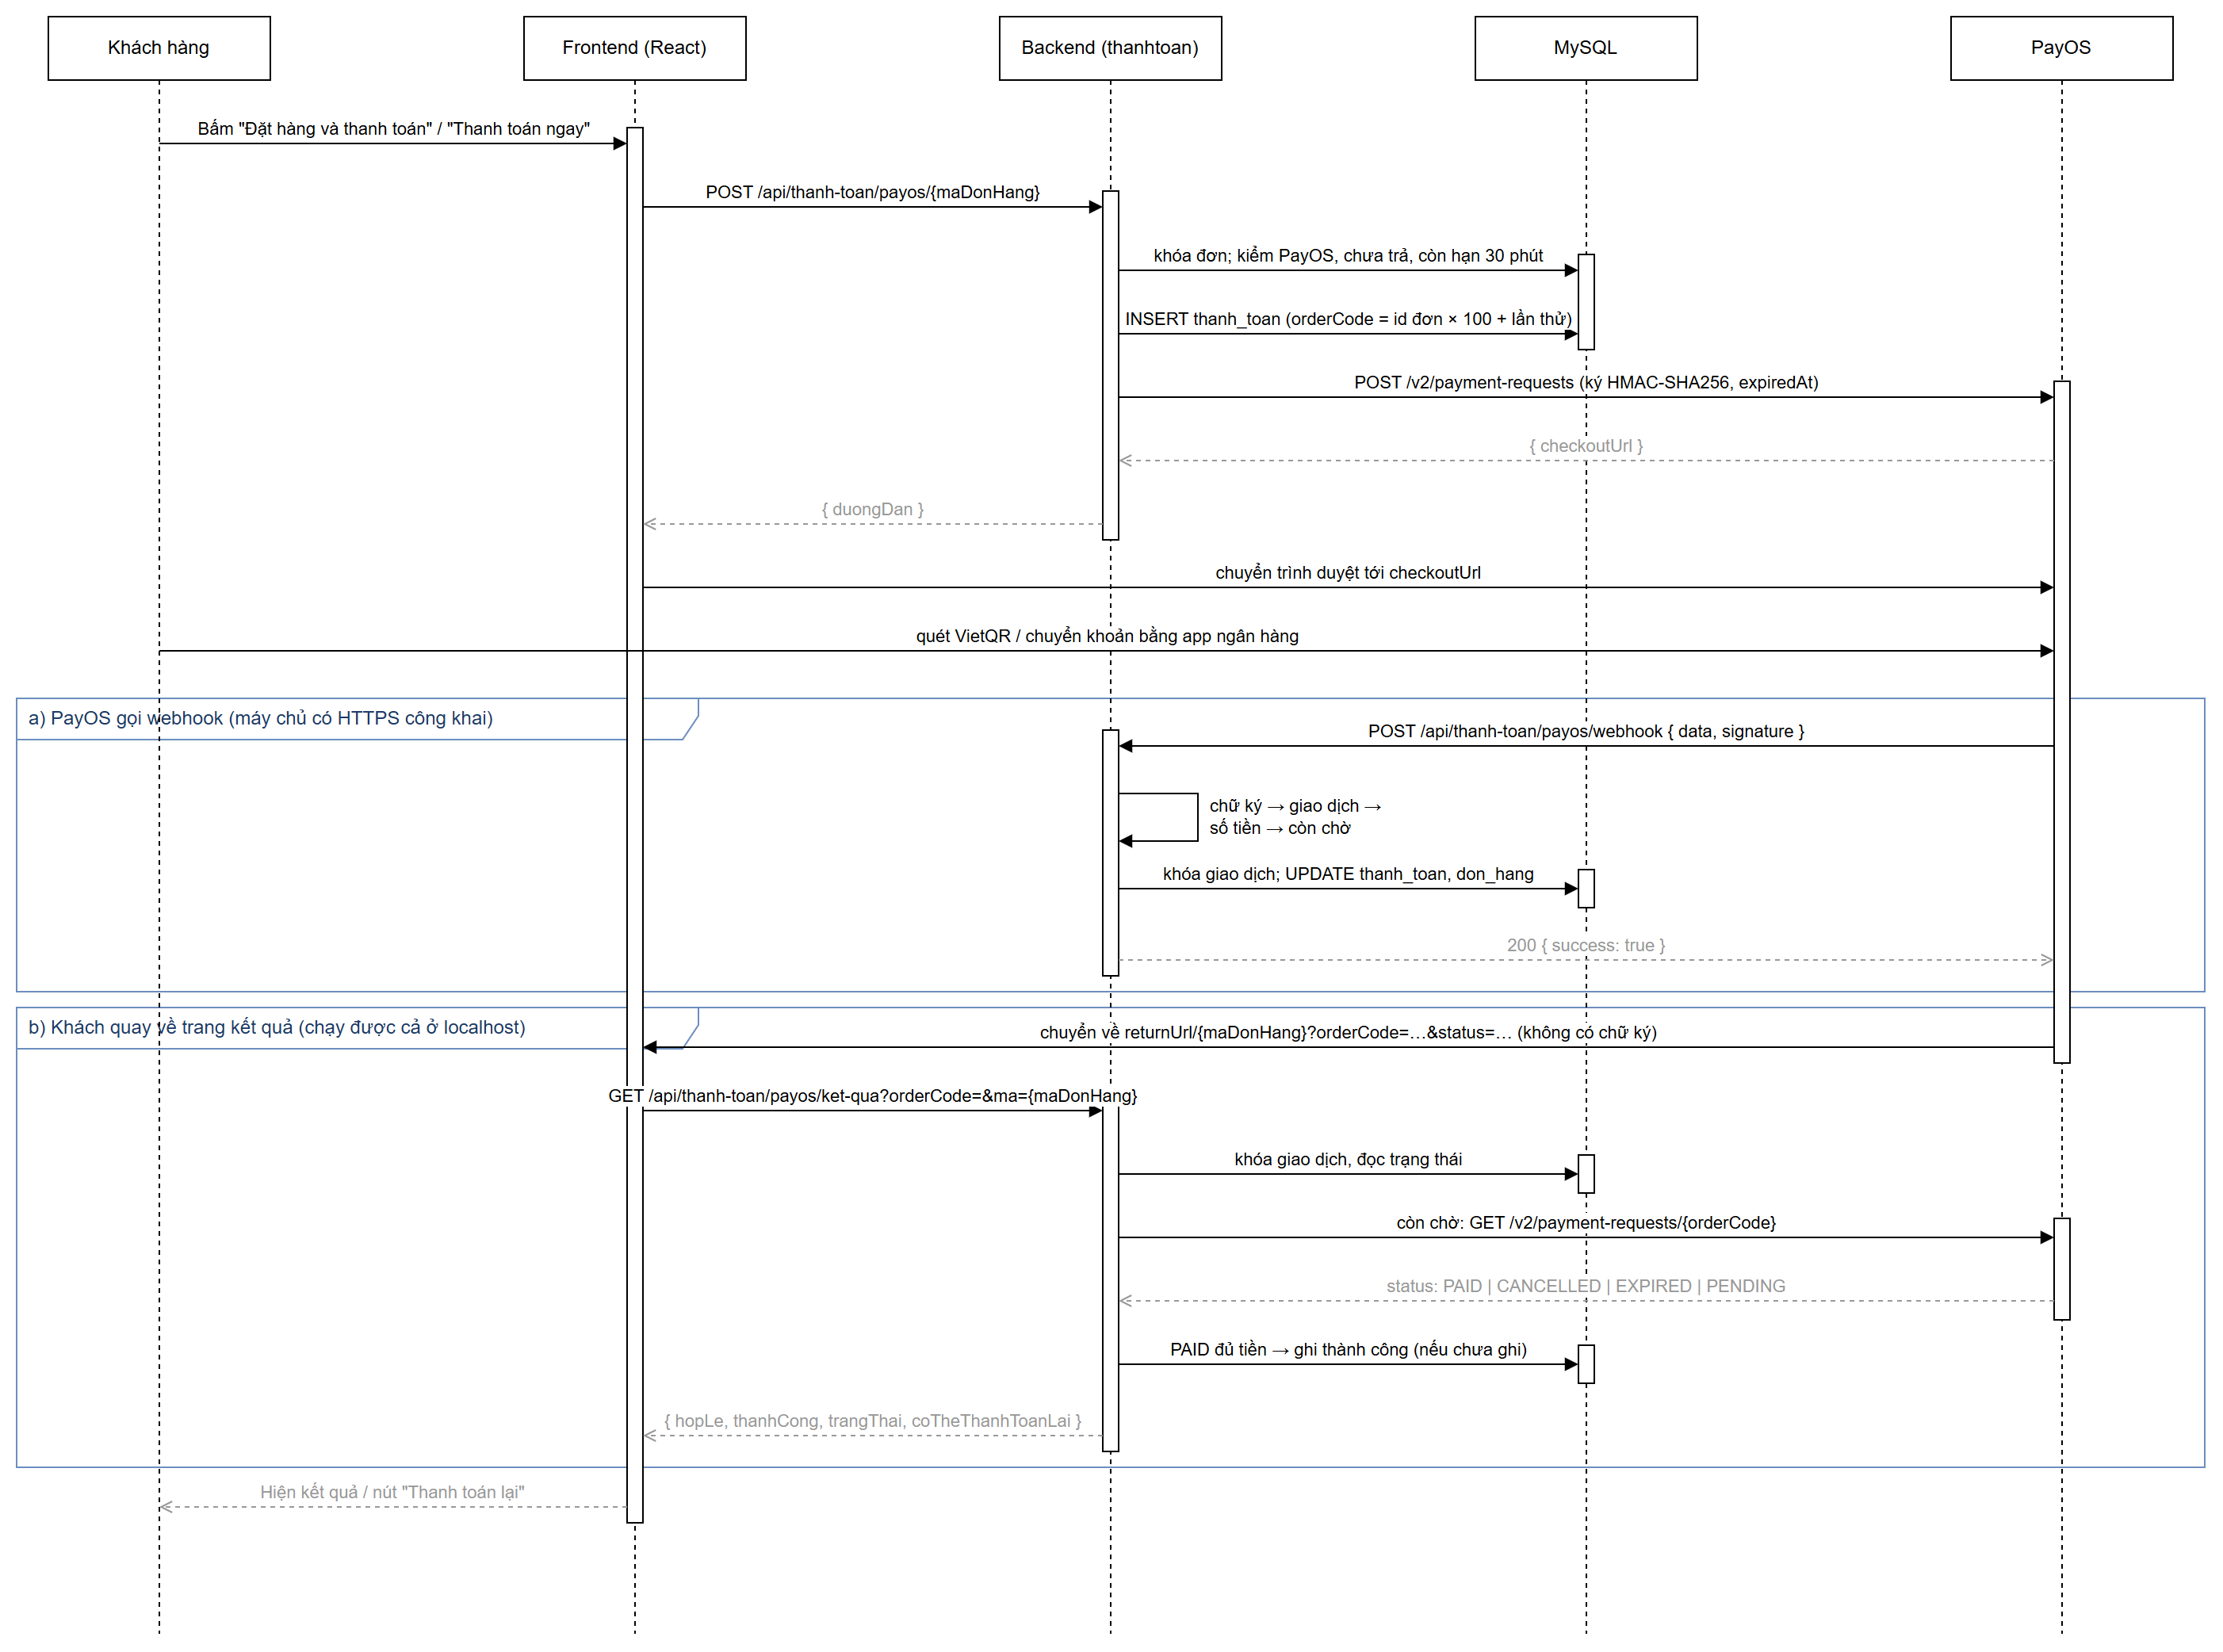 Khách hàng
Frontend (React)
Backend (thanhtoan)
MySQL
PayOS
Bấm "Đặt hàng và thanh toán" / "Thanh toán ngay"
POST /api/thanh-toan/payos/{maDonHang}
khóa đơn; kiểm PayOS, chưa trả, còn hạn 30 phút
INSERT thanh_toan (orderCode = id đơn × 100 + lần thử)
POST /v2/payment-requests (ký HMAC-SHA256, expiredAt)
{ checkoutUrl }
{ duongDan }
chuyển trình duyệt tới checkoutUrl
quét VietQR / chuyển khoản bằng app ngân hàng
a) PayOS gọi webhook (máy chủ có HTTPS công khai)
POST /api/thanh-toan/payos/webhook { data, signature }
chữ ký → giao dịch →
số tiền → còn chờ
khóa giao dịch; UPDATE thanh_toan, don_hang
200 { success: true }
b) Khách quay về trang kết quả (chạy được cả ở localhost)
chuyển về returnUrl/{maDonHang}?orderCode=…&status=… (không có chữ ký)
GET /api/thanh-toan/payos/ket-qua?orderCode=&ma={maDonHang}
khóa giao dịch, đọc trạng thái
còn chờ: GET /v2/payment-requests/{orderCode}
status: PAID | CANCELLED | EXPIRED | PENDING
PAID đủ tiền → ghi thành công (nếu chưa ghi)
{ hopLe, thanhCong, trangThai, coTheThanhToanLai }
Hiện kết quả / nút "Thanh toán lại"